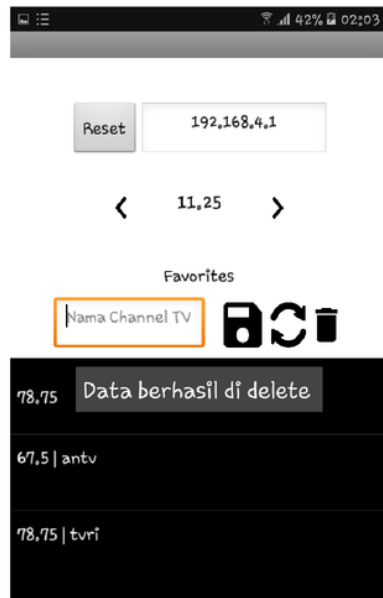 42% 02:03
Reset 192.168.4.1
11.25
Favorites
Nama Channel TV
78.75
Data berhasil di delete
67.5 | antv
78.75 | tvri